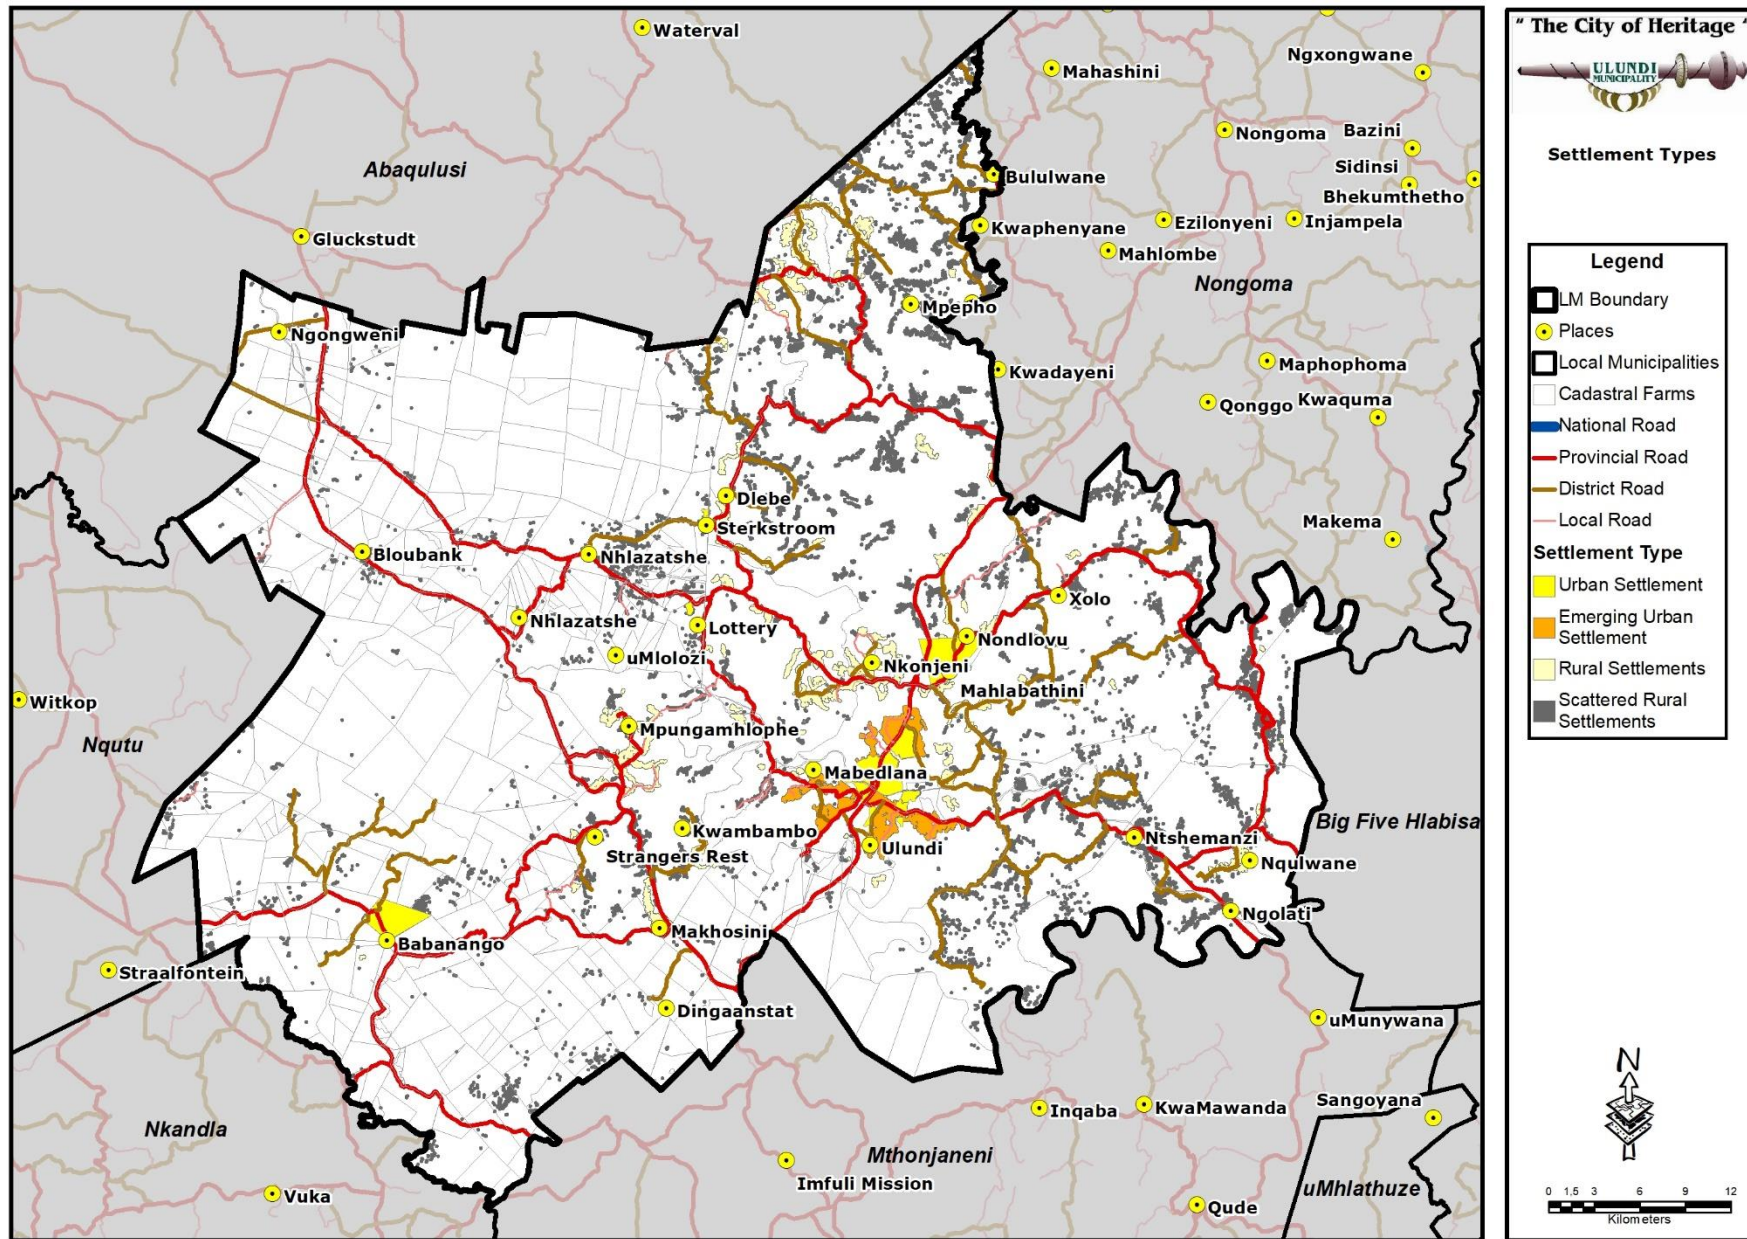 Waterval
Mahashini
Ngxongwane
Nongoma
Bazini
Sidinsi
Abaqulusi
Bululwane
Bhekumthetho
Gluckstudt
Kwaphenyane
Ezilonyeni
Injampela
Mahlombe
Nongoma
Mpepho
Ngongweni
Kwadayeni
Maphophoma
Qonggo
Kwaquma
Dlebe
Sterkstroom
Makema
Bloubank
Nhlazatshe
Xolo
Nhlazatshe
Lottery
Nondlovu
uMlolozi
Nkonjeni
Mahlabathini
Witkop
Nqutu
Mpungamhlophe
Mabedlana
Big Five Hlabisa
Kwambambo
Strangers Rest
Ulundi
Ntshemanzi
Nqulwane
Ngolati
Babanango
Makhosini
Straalfontein
Dingaanstat
uMunywana
Inqaba
KwaMawanda
Sangoyana
Nkandla
Mthonjaneni
Imfuli Mission
uMhlathuze
Vuka
Qude
" The City of Heritage "
ULUNDI
MUNICIPALITY
Settlement Types
Legend
LM Boundary
Places
Local Municipalities
Cadastral Farms
National Road
Provincial Road
District Road
Local Road
Settlement Type
Urban Settlement
Emerging Urban
Settlement
Rural Settlements
Scattered Rural
Settlements
N
0 1,5 3 6 9 12
Kilometers